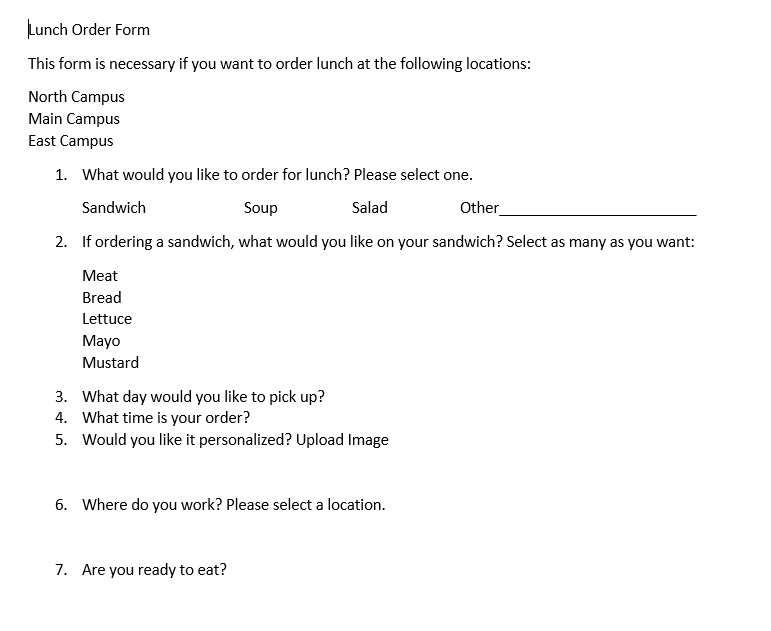 Lunch Order Form
This form is necessary if you want to order lunch at the following locations:
North Campus
Main Campus
East Campus
1. What would you like to order for lunch? Please select one.
Sandwich Soup Salad Other_______________________
2. If ordering a sandwich, what would you like on your sandwich? Select as many as you want:
Meat
Bread
Lettuce
Mayo
Mustard
3. What day would you like to pick up?
4. What time is your order?
5. Would you like it personalized? Upload Image
6. Where do you work? Please select a location.
7. Are you ready to eat?